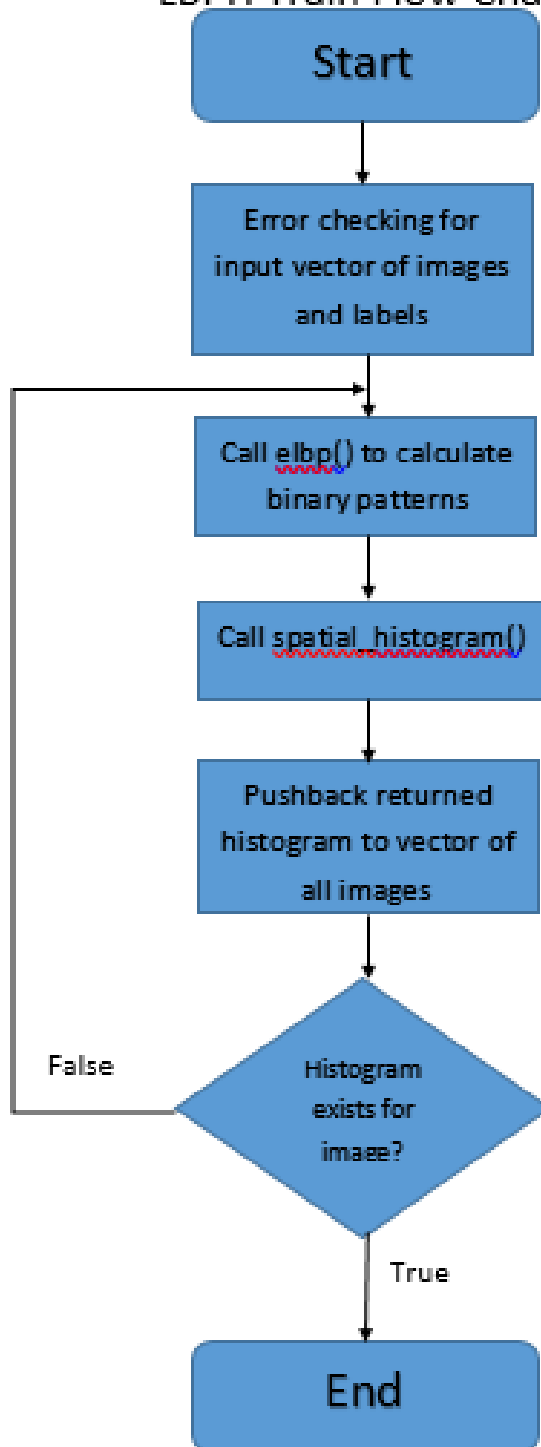 Start
Error checking for
input vector of images
and labels
Call elbp() to calculate
binary patterns
Call spatial_histogram()
Pushback returned
histogram to vector of
all images
False
Histogram
exists for
image?
True
End